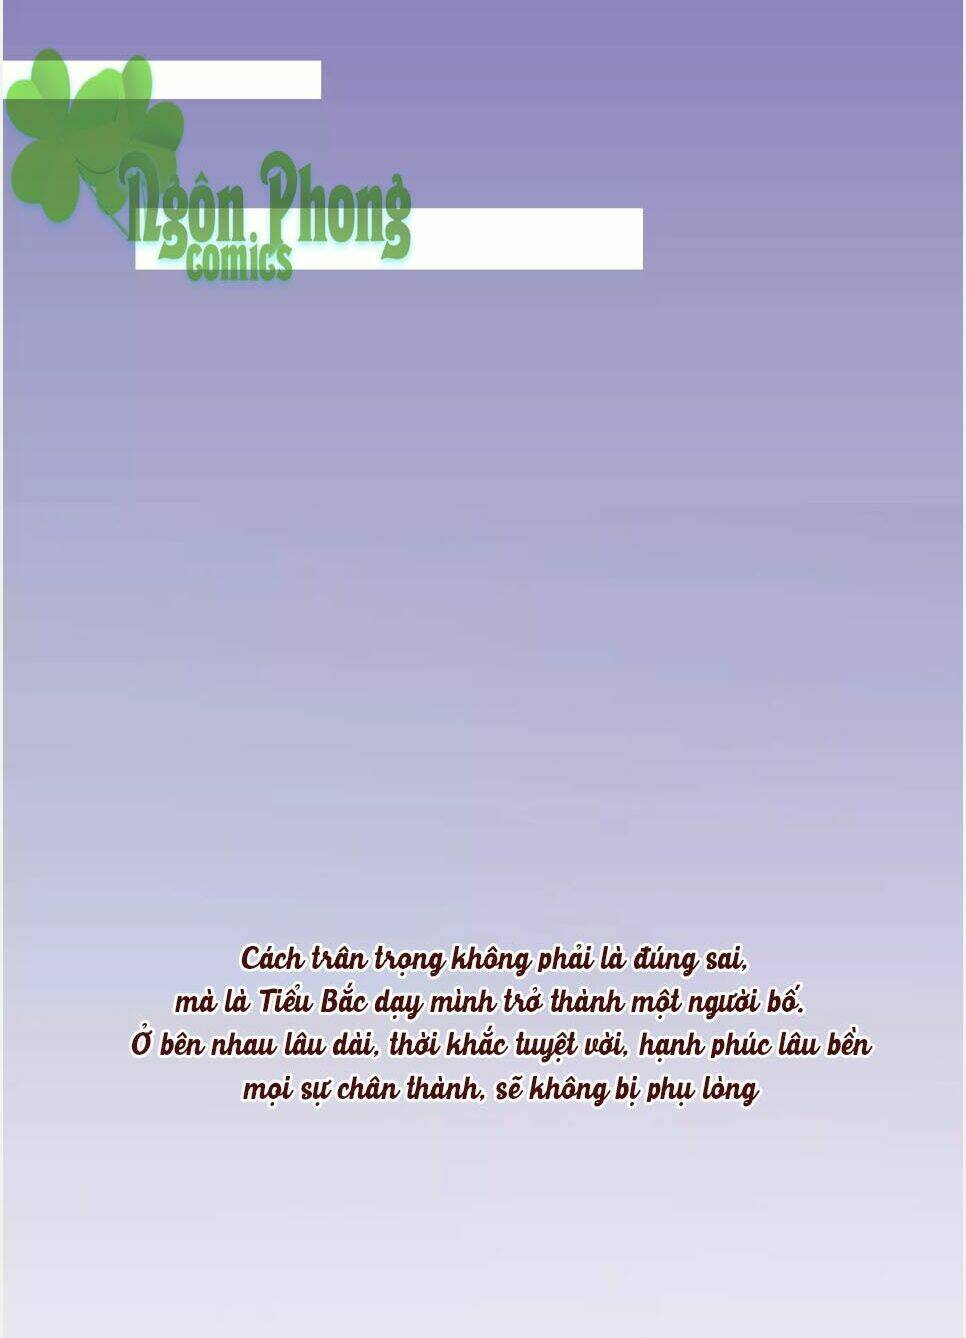 Ngôn Phong
comics
Cách trân trọng không phải là đúng sai,
mà là Tiểu Bắc dạy mình trở thành một người bố.
Ở bên nhau lâu dài, thời khắc tuyệt vời, hạnh phúc lâu bền
mọi sự chân thành, sẽ không bị phụ lòng